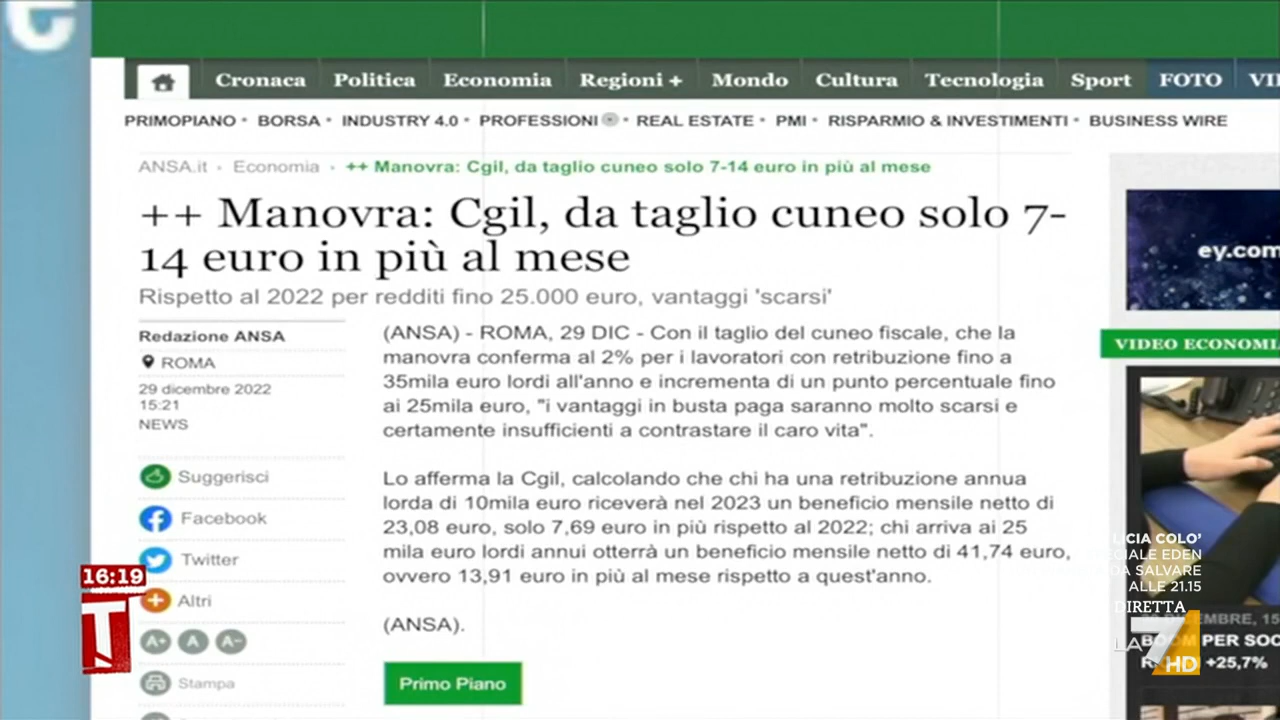 Cronaca Politica Economia Regioni + Mondo Cultura Tecnologia Sport FOTO
PRIMOPIANO • BORSA • INDUSTRY 4.0 • PROFESSIONI • REAL ESTATE • PMI • RISPARMIO & INVESTIMENTI • BUSINESS WIRE
ANSA.it • Economia • ++ Manovra: Cgil, da taglio cuneo solo 7-14 euro in più al mese
++ Manovra: Cgil, da taglio cuneo solo 7-
14 euro in più al mese
Rispetto al 2022 per redditi fino 25.000 euro, vantaggi 'scarsi'
Redazione ANSA
ROMA
29 dicembre 2022
15:21
NEWS
Suggerisci
Facebook
Twitter
Altri
A+ A A-
Stampa
(ANSA) - ROMA, 29 DIC - Con il taglio del cuneo fiscale, che la
manovra conferma al 2% per i lavoratori con retribuzione fino a
35mila euro lordi all'anno e incrementa di un punto percentuale fino
ai 25mila euro, "i vantaggi in busta paga saranno molto scarsi e
certamente insufficienti a contrastare il caro vita".
Lo afferma la Cgil, calcolando che chi ha una retribuzione annua
lorda di 10mila euro riceverà nel 2023 un beneficio mensile netto di
23,08 euro, solo 7,69 euro in più rispetto al 2022; chi arriva ai 25
mila euro lordi annui otterrà un beneficio mensile netto di 41,74 euro,
ovvero 13,91 euro in più al mese rispetto a quest'anno.
(ANSA).
Primo Piano
ey.com
VIDEO ECONOMIA
LICIA COLO'
SPECIALE EDEN
DA SALVARE
ALLE 21.15
DIRETTA
LA7 HD
PER
+25,7%
16:19
T